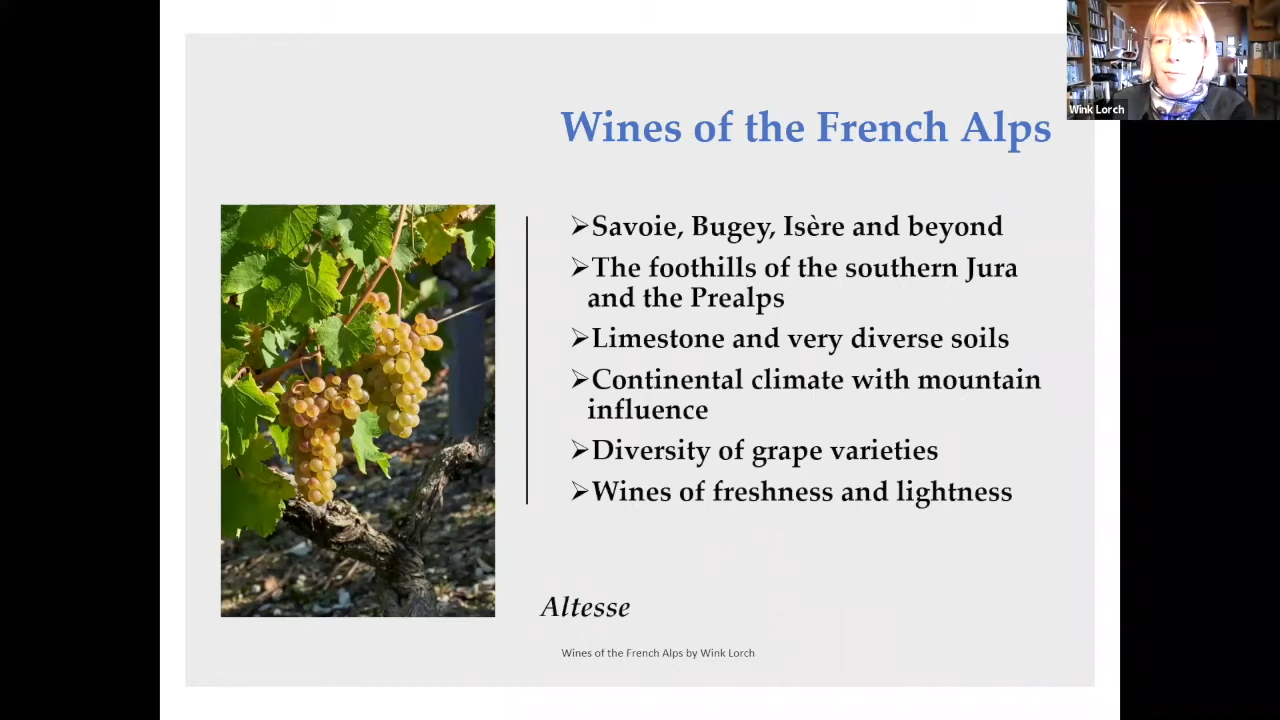 Wink Lorch
Wines of the French Alps
➢Savoie, Bugey, Isère and beyond
➢The foothills of the southern Jura
and the Prealps
➢Limestone and very diverse soils
➢Continental climate with mountain
influence
➢Diversity of grape varieties
➢Wines of freshness and lightness
Altesse
Wines of the French Alps by Wink Lorch